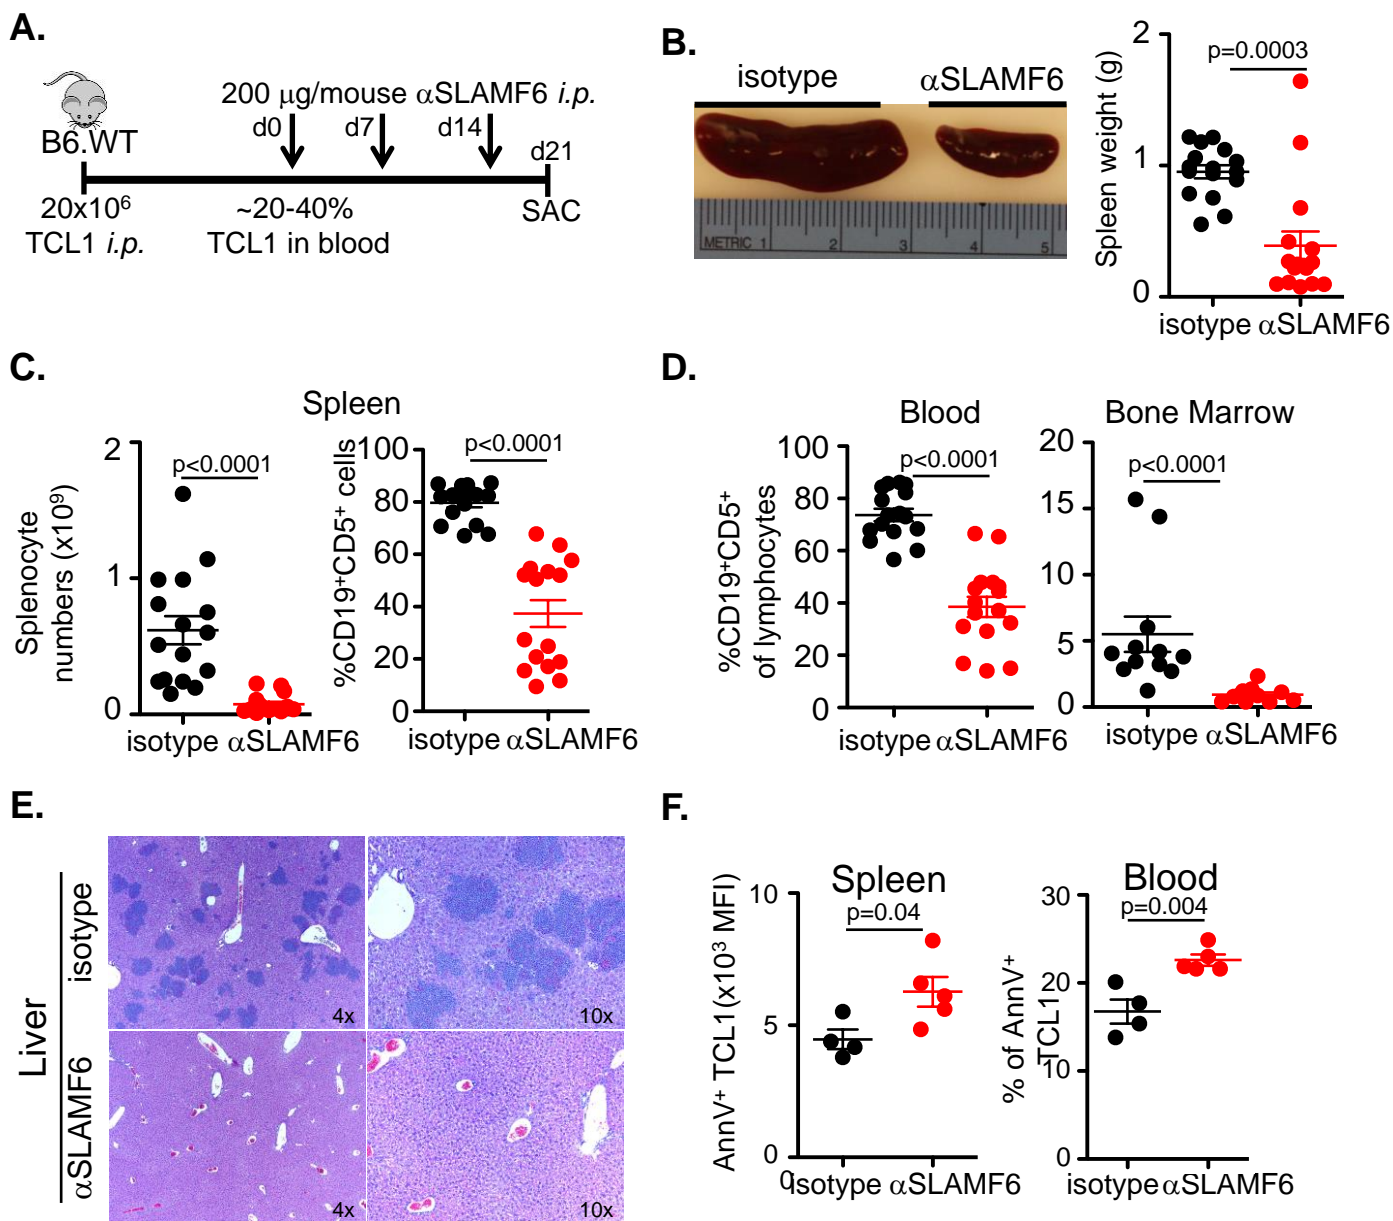 A.
200 μg/mouse αSLAMF6 i.p.
d0 d7 d14
d21
B6.WT
20x10⁶
TCL1 i.p.
~20-40%
TCL1 in blood
SAC
B.
isotype αSLAMF6
METRIC 1 2 3 4 5
Spleen weight (g)
2
1
0
p=0.0003
isotype αSLAMF6
C.
Spleen
Splenocyte
numbers (x10⁹)
2
1
0
p<0.0001
isotype αSLAMF6
%CD19⁺CD5⁺ cells
100
80
60
40
20
0
p<0.0001
isotype αSLAMF6
D.
Blood
%CD19⁺CD5⁺
of lymphocytes
100
80
60
40
20
0
p<0.0001
isotype αSLAMF6
Bone Marrow
20
15
10
5
0
p<0.0001
isotype αSLAMF6
E.
Liver
isotype
4x 10x
αSLAMF6
4x 10x
F.
Spleen
AnnV⁺ TCL1(x10³ MFI)
10
5
0
0
p=0.04
isotype αSLAMF6
Blood
% of AnnV⁺
TCL1
30
20
10
0
p=0.004
isotype αSLAMF6